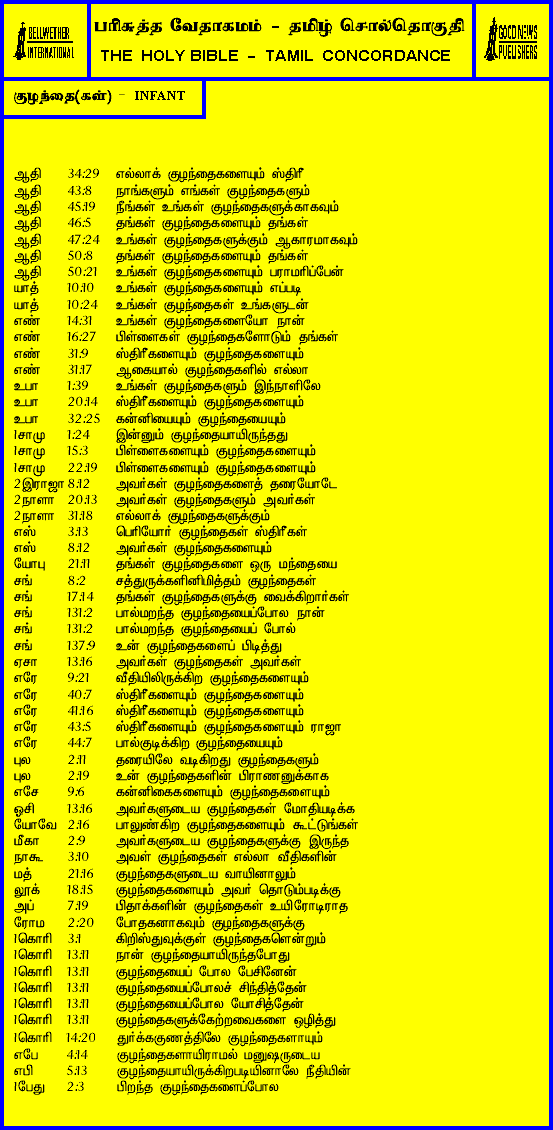 BELLWETHER
INTERNATIONAL
பரிசுத்த வேதாகமம் - தமிழ் சொல்தொகுதி
THE HOLY BIBLE - TAMIL CONCORDANCE
GOOD NEWS
PUBLISHERS
குழந்தை(கள்) - INFANT
ஆதி 34:29 எல்லாக் குழந்தைகளையும் ஸ்திரீ
ஆதி 43:8 நாங்களும் எங்கள் குழந்தைகளும்
ஆதி 45:19 நீங்கள் உங்கள் குழந்தைகளுக்காகவும்
ஆதி 46:5 தங்கள் குழந்தைகளையும் தங்கள்
ஆதி 47:24 உங்கள் குழந்தைகளுக்கும் ஆகாரமாகவும்
ஆதி 50:8 தங்கள் குழந்தைகளையும் தங்கள்
ஆதி 50:21 உங்கள் குழந்தைகளையும் பராமரிப்பேன்
யாத் 10:10 உங்கள் குழந்தைகளையும் எப்படி
யாத் 10:24 உங்கள் குழந்தைகள் உங்களுடன்
எண் 14:31 உங்கள் குழந்தைகளையோ நான்
எண் 16:27 பிள்ளைகள் குழந்தைகளோடும் தங்கள்
எண் 31:9 ஸ்திரீகளையும் குழந்தைகளையும்
எண் 31:17 ஆகையால் குழந்தைகளில் எல்லா
உபா 1:39 உங்கள் குழந்தைகளும் இந்நாளிலே
உபா 20:14 ஸ்திரீகளையும் குழந்தைகளையும்
உபா 32:25 கன்னியையும் குழந்தையையும்
1சாமு 1:24 இன்னும் குழந்தையாயிருந்தது
1சாமு 15:3 பிள்ளைகளையும் குழந்தைகளையும்
1சாமு 22:19 பிள்ளைகளையும் குழந்தைகளையும்
2இராஜா 8:12 அவர்கள் குழந்தைகளைத் தரையோடே
2நாளா 20:13 அவர்கள் குழந்தைகளும் அவர்கள்
2நாளா 31:18 எல்லாக் குழந்தைகளுக்கும்
எஸ் 3:13 பெரியோர் குழந்தைகள் ஸ்திரீகள்
எஸ் 8:12 அவர்கள் குழந்தைகளையும்
யோபு 21:11 தங்கள் குழந்தைகளை ஒரு மந்தையை
சங் 8:2 சத்துருக்களினிமித்தம் குழந்தைகள்
சங் 17:14 தங்கள் குழந்தைகளுக்கு வைக்கிறார்கள்
சங் 131:2 பால்மறந்த குழந்தையைப்போல நான்
சங் 131:2 பால்மறந்த குழந்தையைப் போல்
சங் 137:9 உன் குழந்தைகளைப் பிடித்து
ஏசா 13:16 அவர்கள் குழந்தைகள் அவர்கள்
எரே 9:21 வீதியிலிருக்கிற குழந்தைகளையும்
எரே 40:7 ஸ்திரீகளையும் குழந்தைகளையும்
எரே 41:16 ஸ்திரீகளையும் குழந்தைகளையும்
எரே 43:5 ஸ்திரீகளையும் குழந்தைகளையும் ராஜா
எரே 44:7 பால்குடிக்கிற குழந்தையையும்
புல 2:11 தரையிலே வடிகிறது குழந்தைகளும்
புல 2:19 உன் குழந்தைகளின் பிராணனுக்காக
எசே 9:6 கன்னிகைகளையும் குழந்தைகளையும்
ஓசி 13:16 அவர்களுடைய குழந்தைகள் மோதியடிக்க
யோவே 2:16 பாலுண்கிற குழந்தைகளையும் கூட்டுங்கள்
மீகா 2:9 அவர்களுடைய குழந்தைகளுக்கு இருந்த
நாகூ 3:10 அவள் குழந்தைகள் எல்லா வீதிகளின்
மத் 21:16 குழந்தைகளுடைய வாயினாலும்
லூக் 18:15 குழந்தைகளையும் அவர் தொடும்படிக்கு
அப் 7:19 பிதாக்களின் குழந்தைகள் உயிரோடிராத
ரோம 2:20 போதகனாகவும் குழந்தைகளுக்கு
1கொரி 3:1 கிறிஸ்துவுக்குள் குழந்தைகளென்றும்
1கொரி 13:11 நான் குழந்தையாயிருந்தபோது
1கொரி 13:11 குழந்தையைப் போல பேசினேன்
1கொரி 13:11 குழந்தையைப்போலச் சிந்தித்தேன்
1கொரி 13:11 குழந்தையைப்போல யோசித்தேன்
1கொரி 13:11 குழந்தைகளுக்கேற்றவைகளை ஒழித்து
1கொரி 14:20 துர்க்குணத்திலே குழந்தைகளாயும்
எபே 4:14 குழந்தைகளாயிராமல் மனுஷருடைய
எபி 5:13 குழந்தையாயிருக்கிறபடியினாலே நீதியின்
1பேது 2:3 பிறந்த குழந்தைகளைப்போல